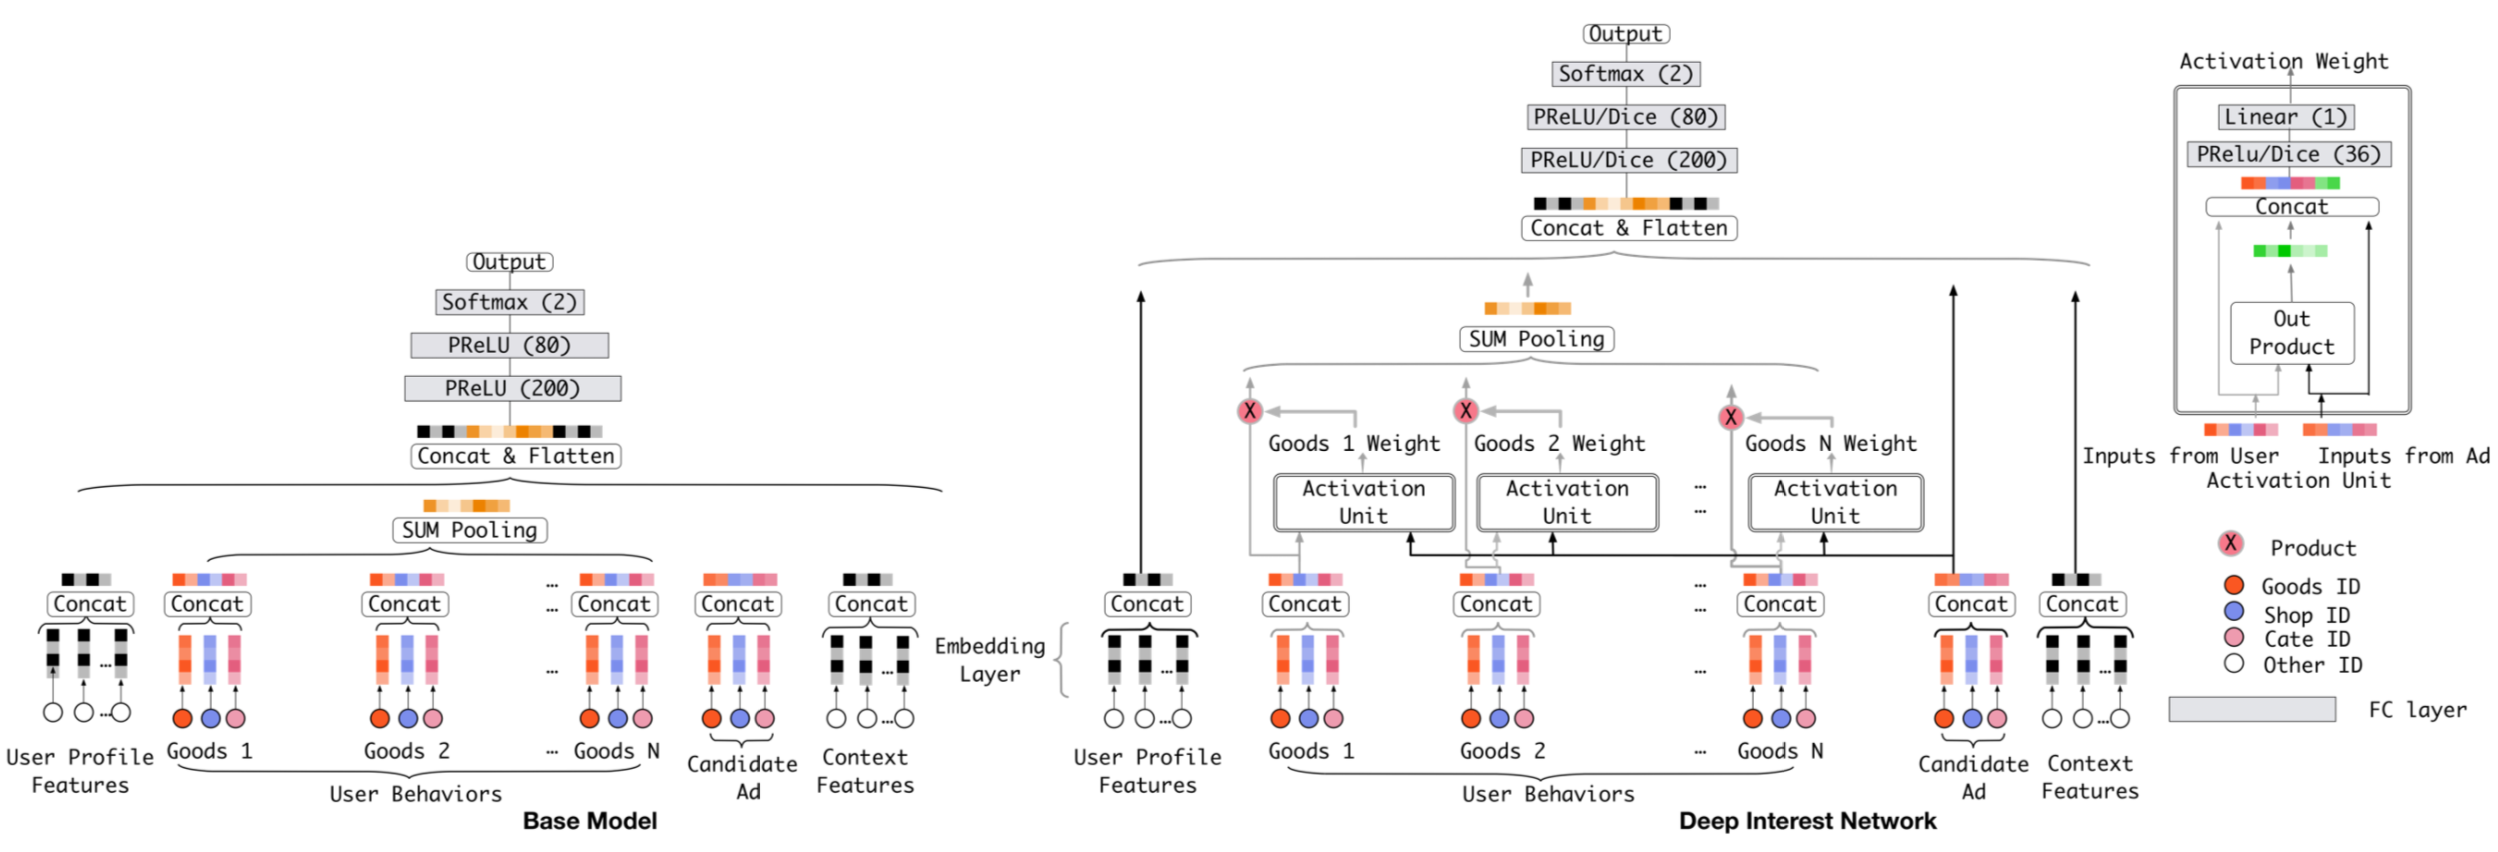 Output
Softmax (2)
PReLU (80)
PReLU (200)
Concat & Flatten
SUM Pooling
... 
Concat
Concat
Concat
...
Concat
Concat
Concat
...
...
...
...
...
User Profile
Features
Goods 1
Goods 2
...
Goods N
User Behaviors
Candidate
Ad
Context
Features
Base Model
Embedding
Layer
Output
Softmax (2)
PReLU/Dice (80)
PReLU/Dice (200)
Concat & Flatten
SUM Pooling
X
X
X
Goods 1 Weight
Goods 2 Weight
Goods N Weight
Activation
Unit
Activation
Unit
...
...
Activation
Unit
...
Concat
Concat
Concat
...
Concat
Concat
Concat
...
...
...
...
...
User Profile
Features
Goods 1
Goods 2
...
Goods N
User Behaviors
Candidate
Ad
Context
Features
Deep Interest Network
Activation Weight
Linear (1)
PRelu/Dice (36)
Concat
Out
Product
Inputs from User
Inputs from Ad
Activation Unit
X
Product
Goods ID
Shop ID
Cate ID
Other ID
FC layer